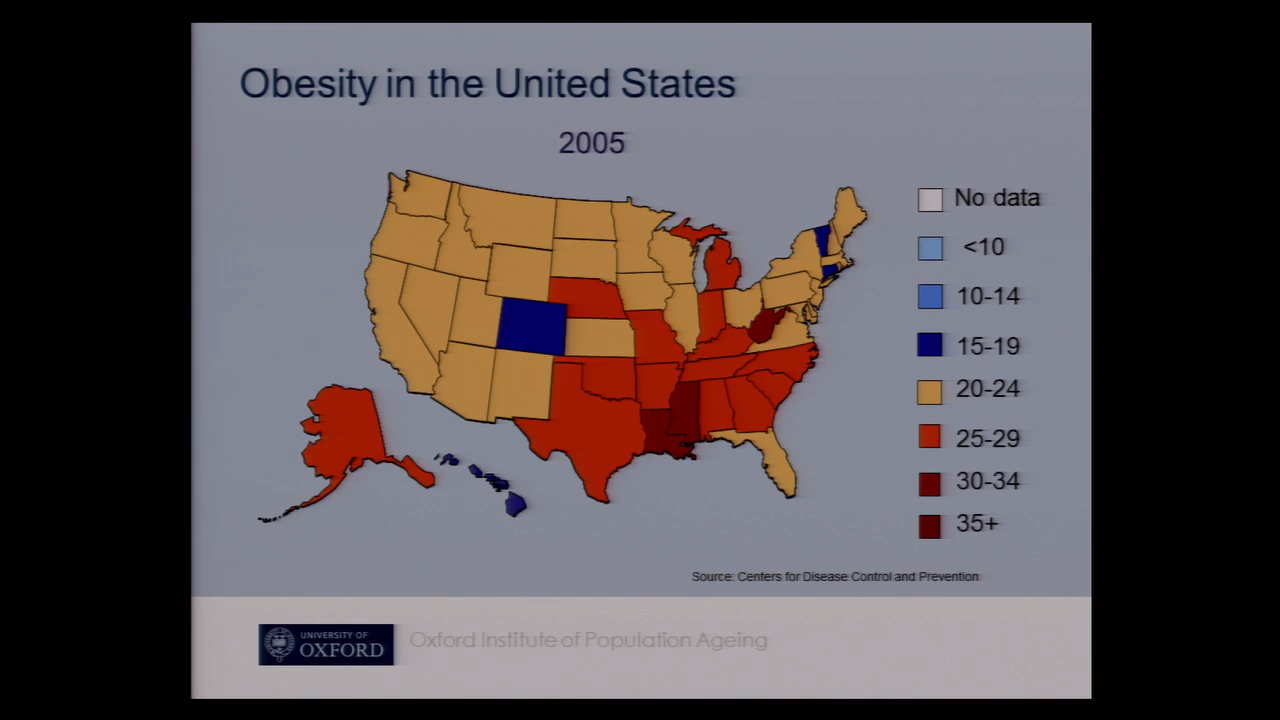 Obesity in the United States
2005
No data
<10
10-14
15-19
20-24
25-29
30-34
35+
Source: Centers for Disease Control and Prevention
UNIVERSITY OF
OXFORD
Oxford Institute of Population Ageing